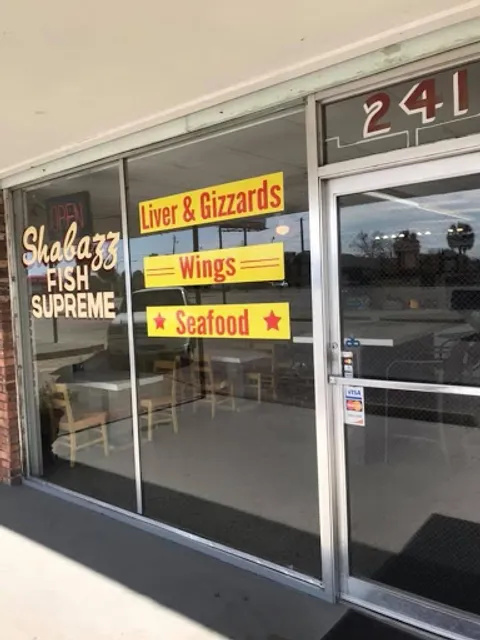 241
OPEN
Shabazz
FISH
SUPREME
Liver & Gizzards
Wings
Seafood
VISA